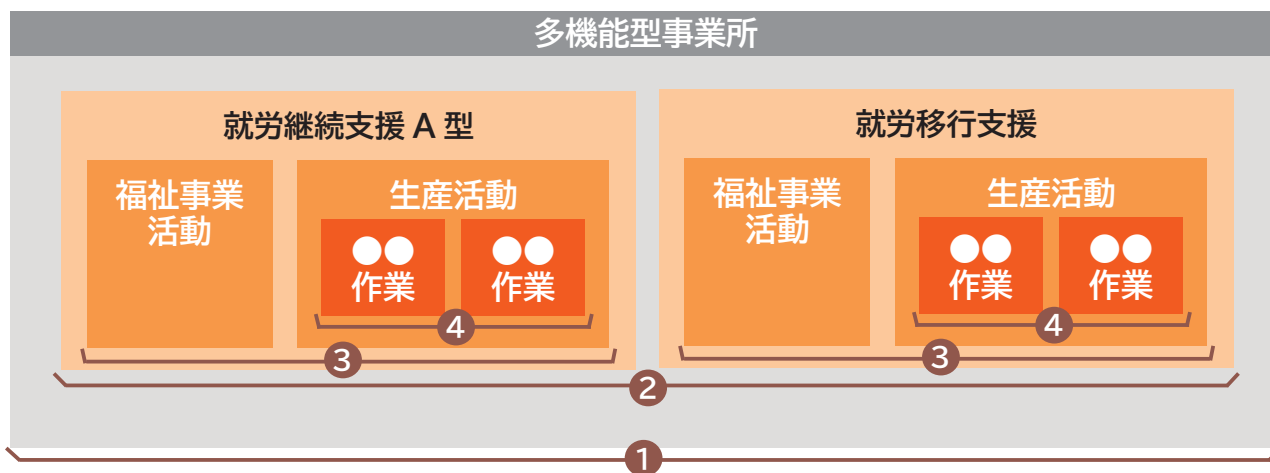 多機能型事業所
就労継続支援 A 型
福祉事業
活動
生産活動
●●
作業
●●
作業
4
3
就労移行支援
福祉事業
活動
生産活動
●●
作業
●●
作業
4
3
2
1